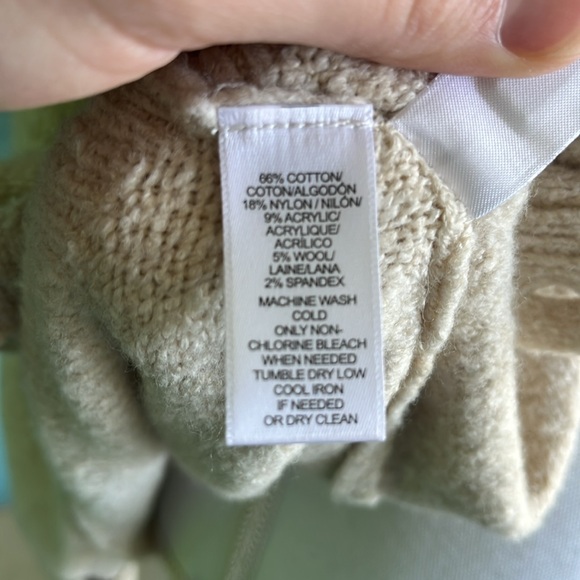 66% COTTON/
COTON/ALGODÓN
18% NYLON / NILÓN/
9% ACRYLIC/
ACRYLIQUE/
ACRÍLICO
5% WOOL/
LAINE/LANA
2% SPANDEX
MACHINE WASH
COLD
ONLY NON-
CHLORINE BLEACH
WHEN NEEDED
TUMBLE DRY LOW
COOL IRON
IF NEEDED
OR DRY CLEAN